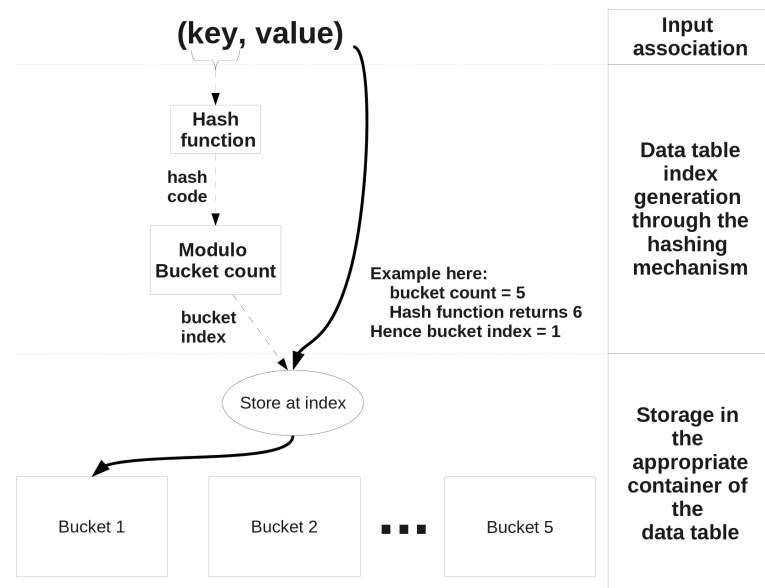 (key, value)
Input
association
Hash
function
hash
code
Modulo
Bucket count
bucket
index
Example here:
bucket count = 5
Hash function returns 6
Hence bucket index = 1
Data table
index
generation
through the
hashing
mechanism
Store at index
Bucket 1
Bucket 2
Bucket 5
Storage in
the
appropriate
container of
the
data table